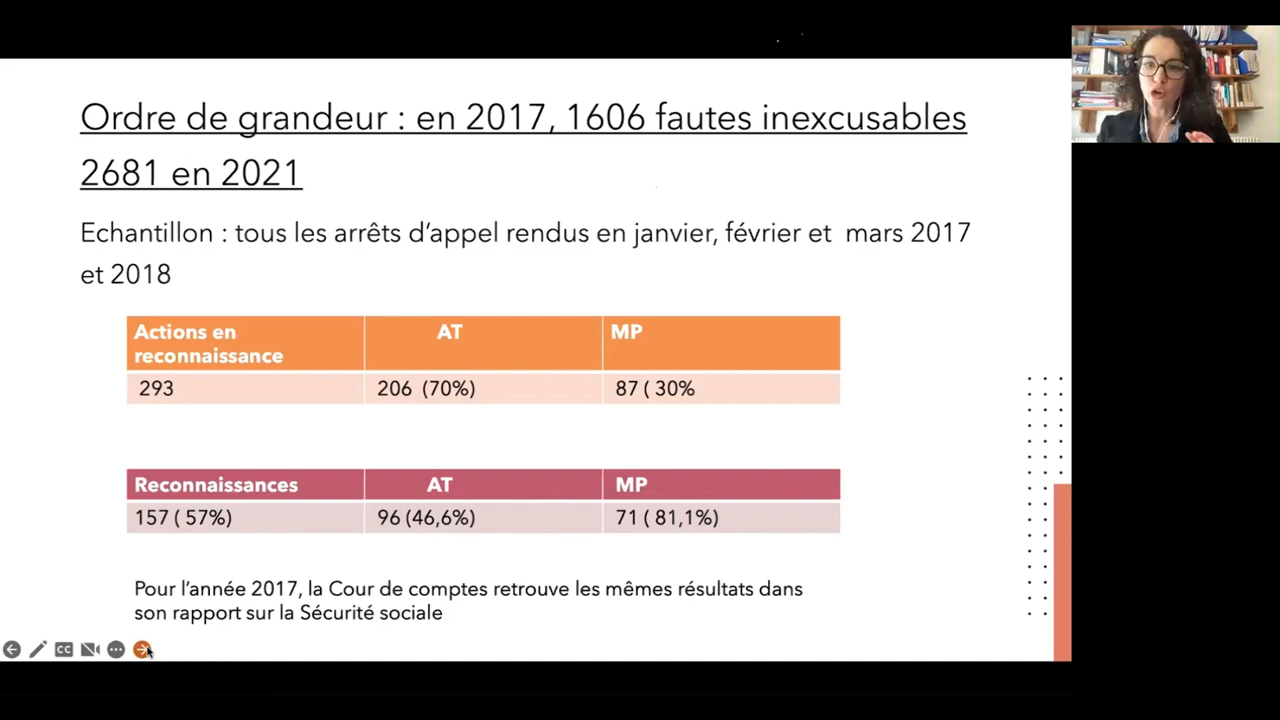 Ordre de grandeur : en 2017, 1606 fautes inexcusables
2681 en 2021
Echantillon : tous les arrêts d'appel rendus en janvier, février et mars 2017
et 2018
Actions en
reconnaissance
AT
MP
293
206 (70%)
87 ( 30%
Reconnaissances
AT
MP
157 ( 57%)
96 (46,6%)
71 ( 81,1%)
Pour l'année 2017, la Cour de comptes retrouve les mêmes résultats dans
son rapport sur la Sécurité sociale
CC